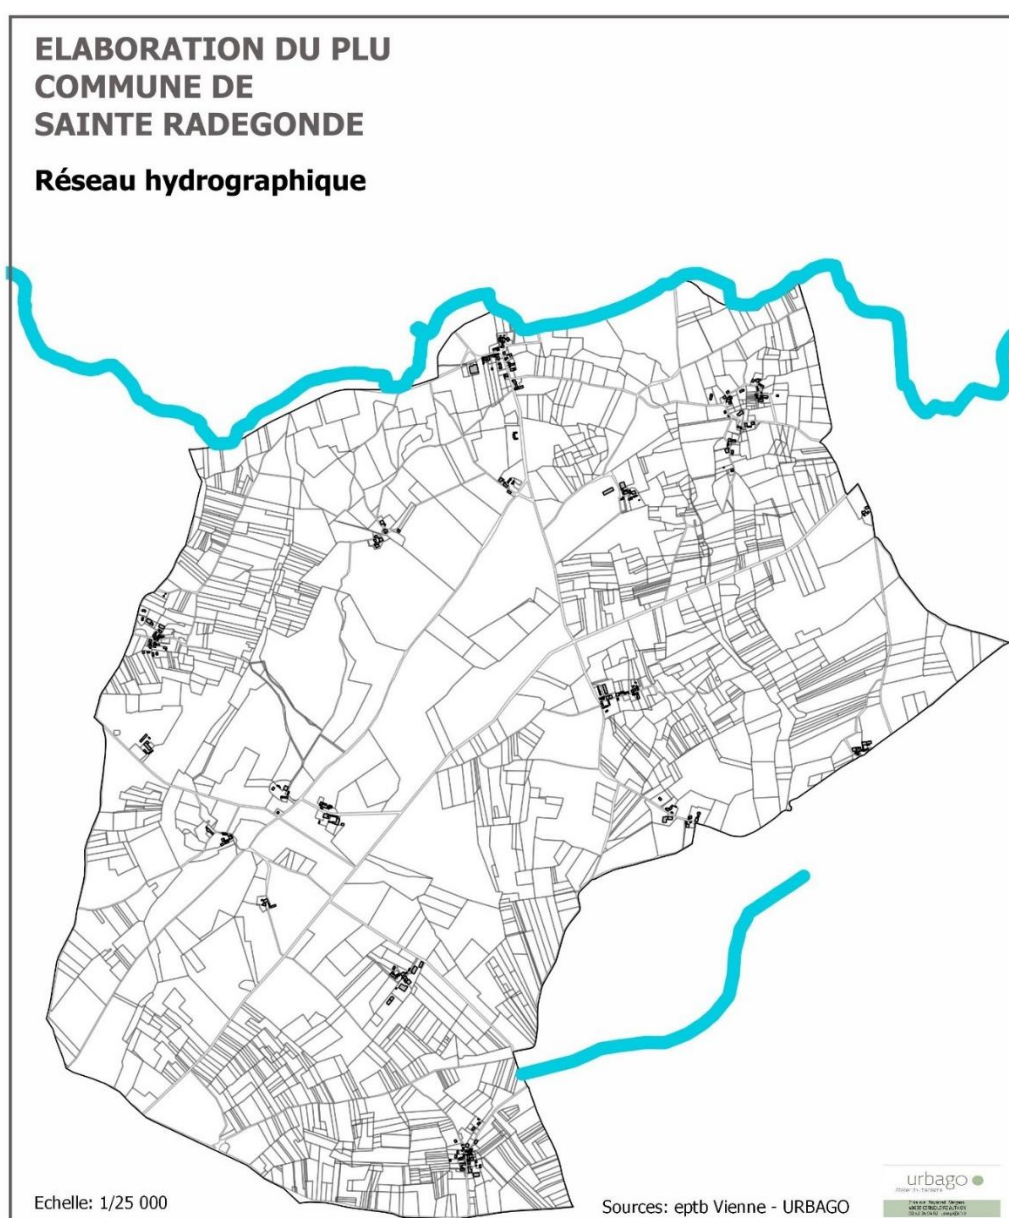 ELABORATION DU PLU
COMMUNE DE
SAINTE RADEGONDE
Réseau hydrographique
Echelle: 1/25 000
Sources: eptb Vienne - URBAGO
urbago